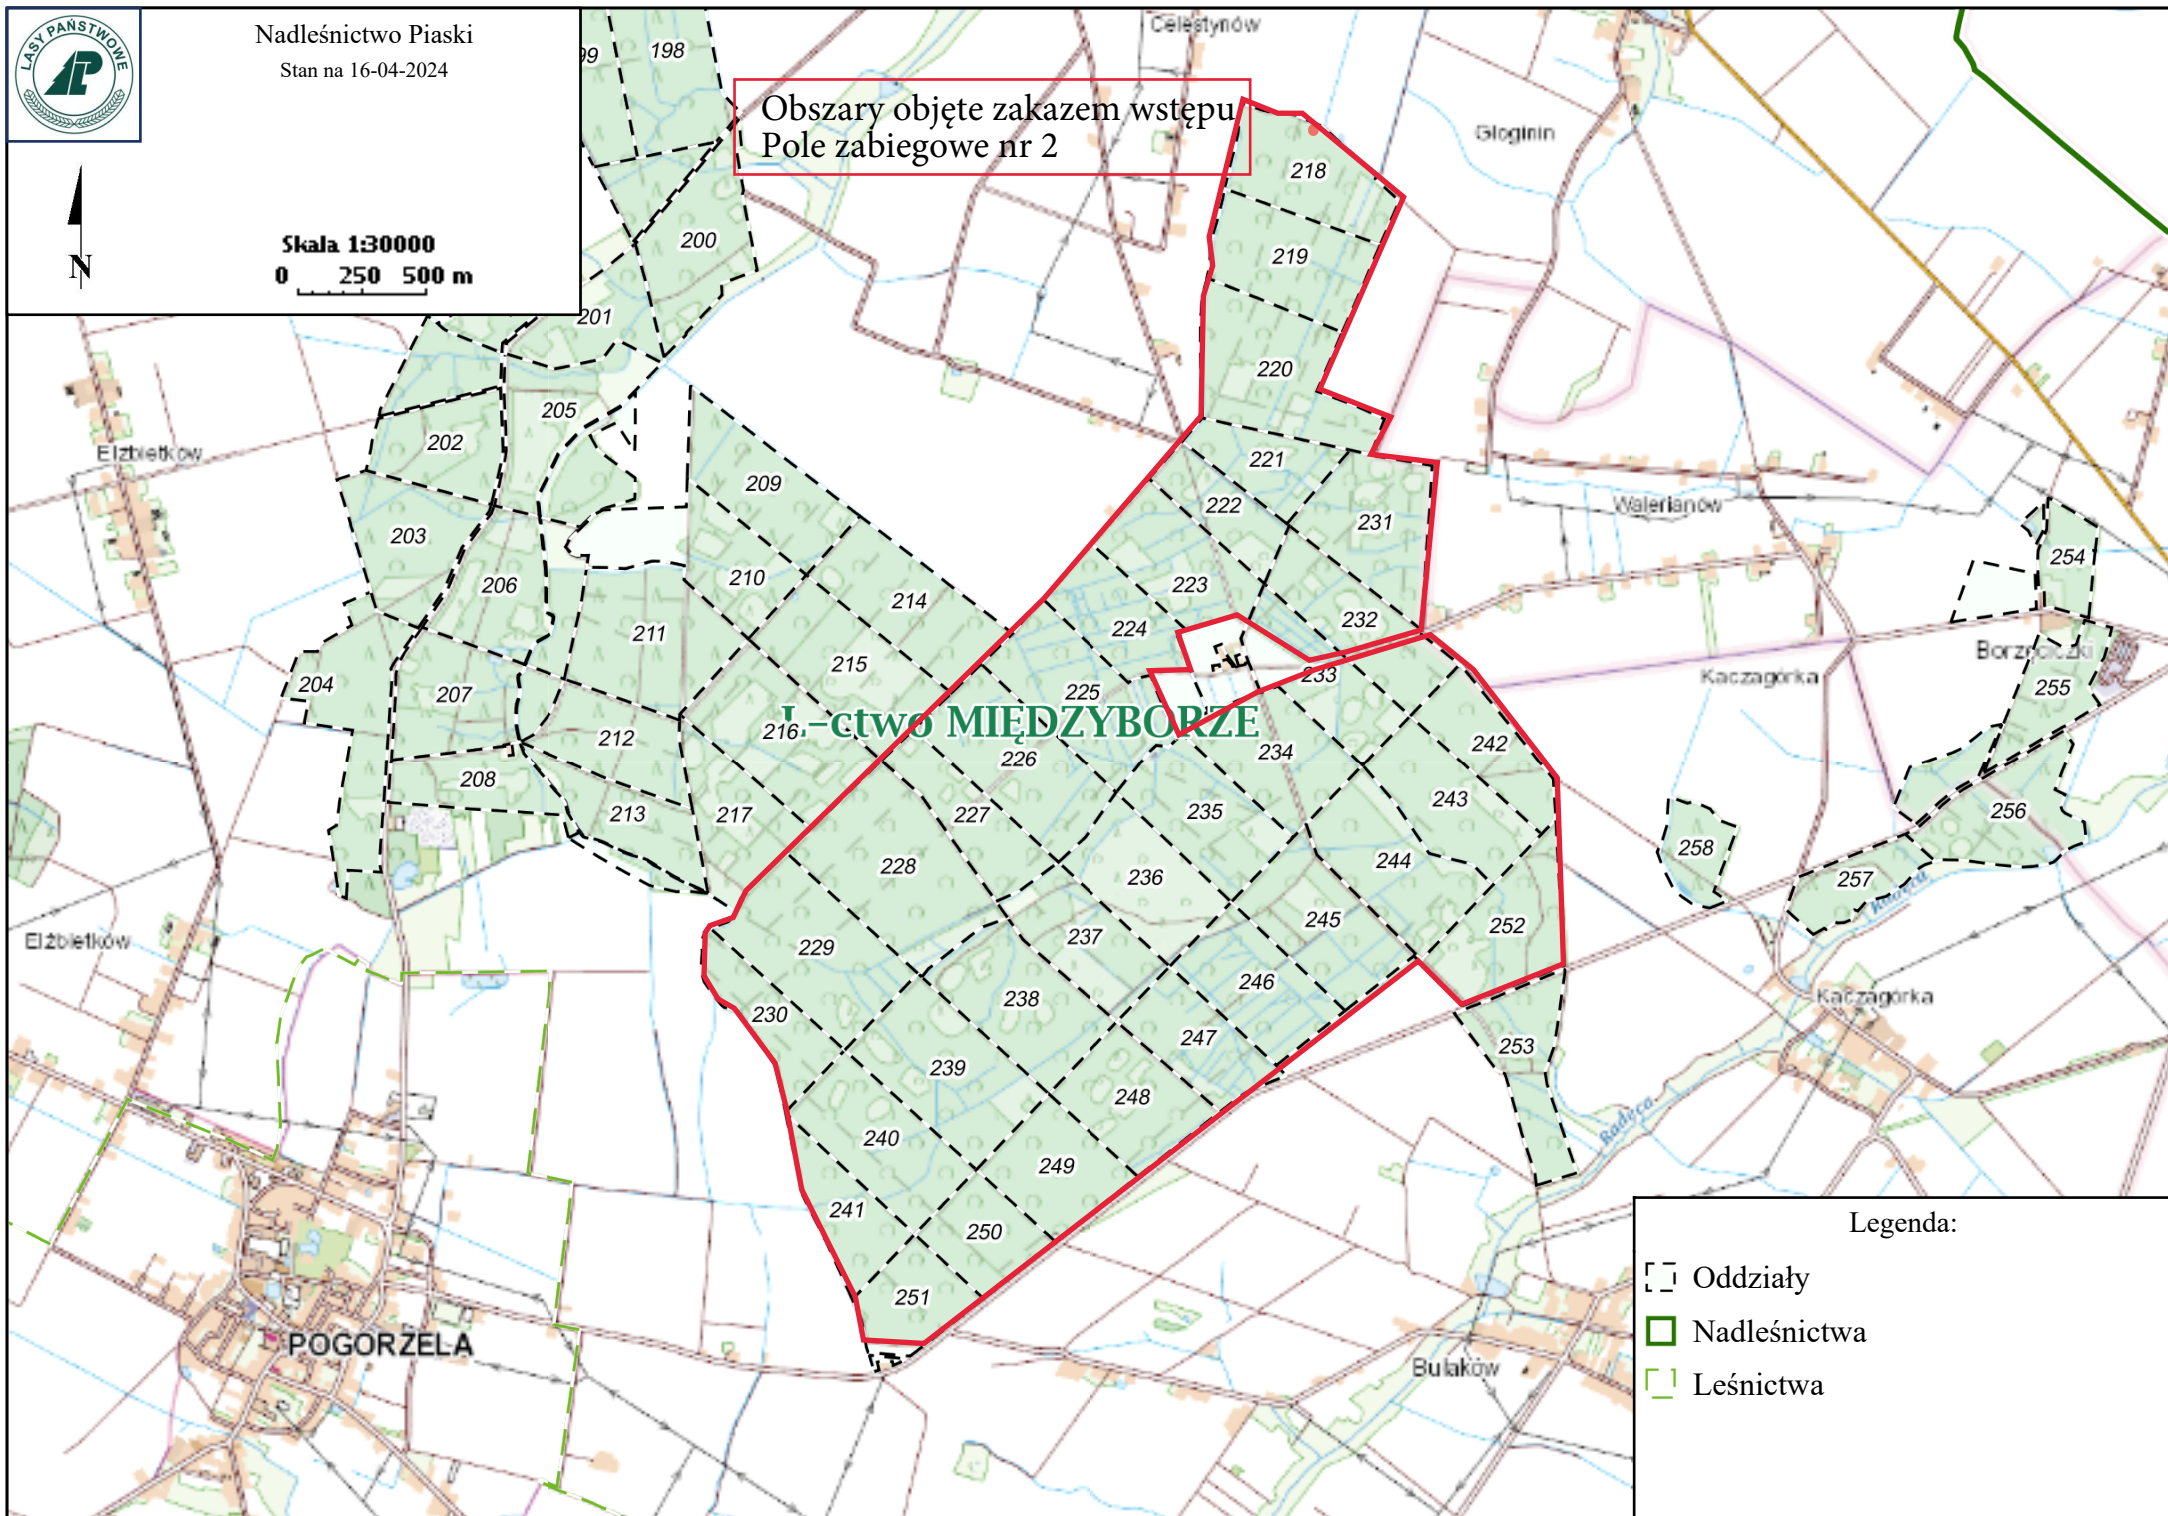 LASY PAŃSTWOWE
Nadleśnictwo Piaski
Stan na 16-04-2024
N
Skala 1:30000
0 250 500 m
Obszary objęte zakazem wstępu
Pole zabiegowe nr 2
Celestynów
Gloginin
99
198
200
201
218
219
220
205
202
Elżbietków
203
209
221
222
231
Walerianów
254
206
210
214
223
232
211
224
215
233
Borzęciczki
204
207
225
Kaczagórka
255
L-ctwo MIĘDZYBORZE
216
212
226
234
242
208
213
217
227
235
243
256
258
228
236
244
257
Radęca
Elżbietków
229
237
245
252
238
246
Kaczagórka
230
247
253
239
248
Radęca
240
249
241
250
251
POGORZELA
Bułaków
Legenda:
Oddziały
Nadleśnictwa
Leśnictwa